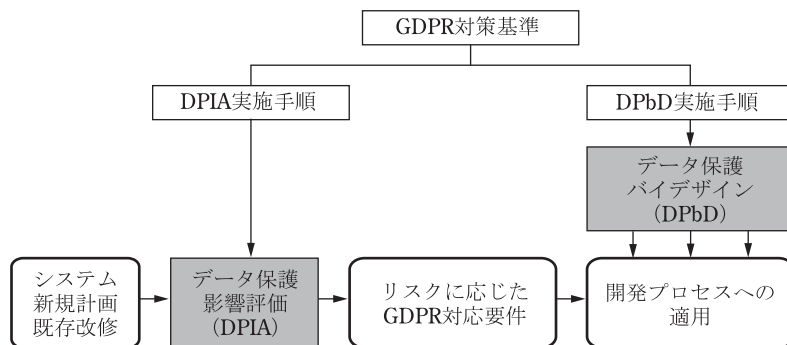 GDPR対策基準
DPIA実施手順
DPbD実施手順
データ保護
バイデザイン
（DPbD）
システム
新規計画
既存改修
データ保護
影響評価
（DPIA）
リスクに応じた
GDPR対応要件
開発プロセスへの
適用